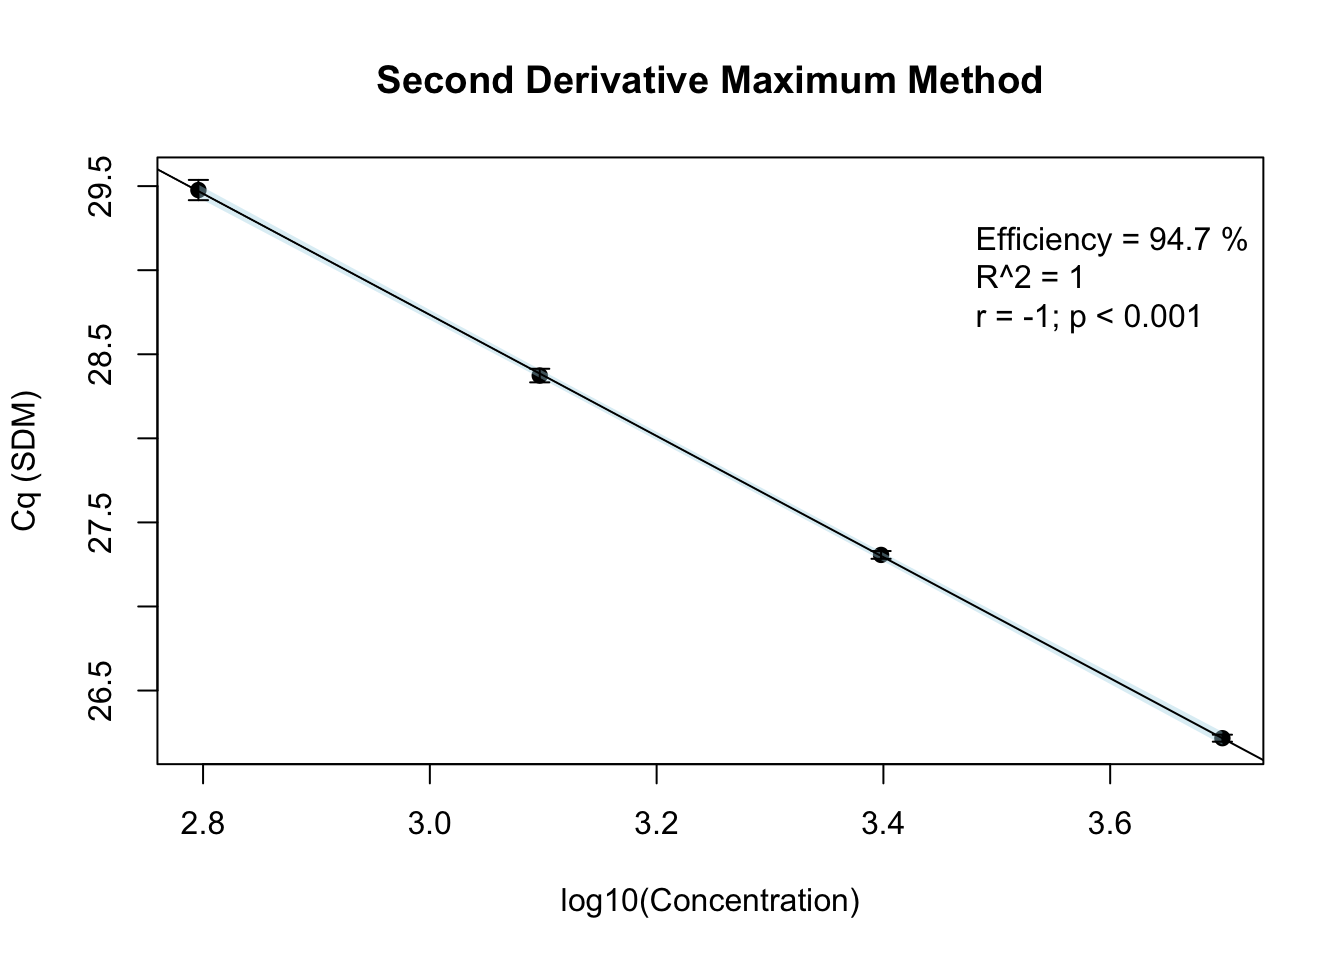 Second Derivative Maximum Method
Efficiency = 94.7 %
R^2 = 1
r = -1; p < 0.001
Cq (SDM)
29.5
28.5
27.5
26.5
2.8 3.0 3.2 3.4 3.6
log10(Concentration)